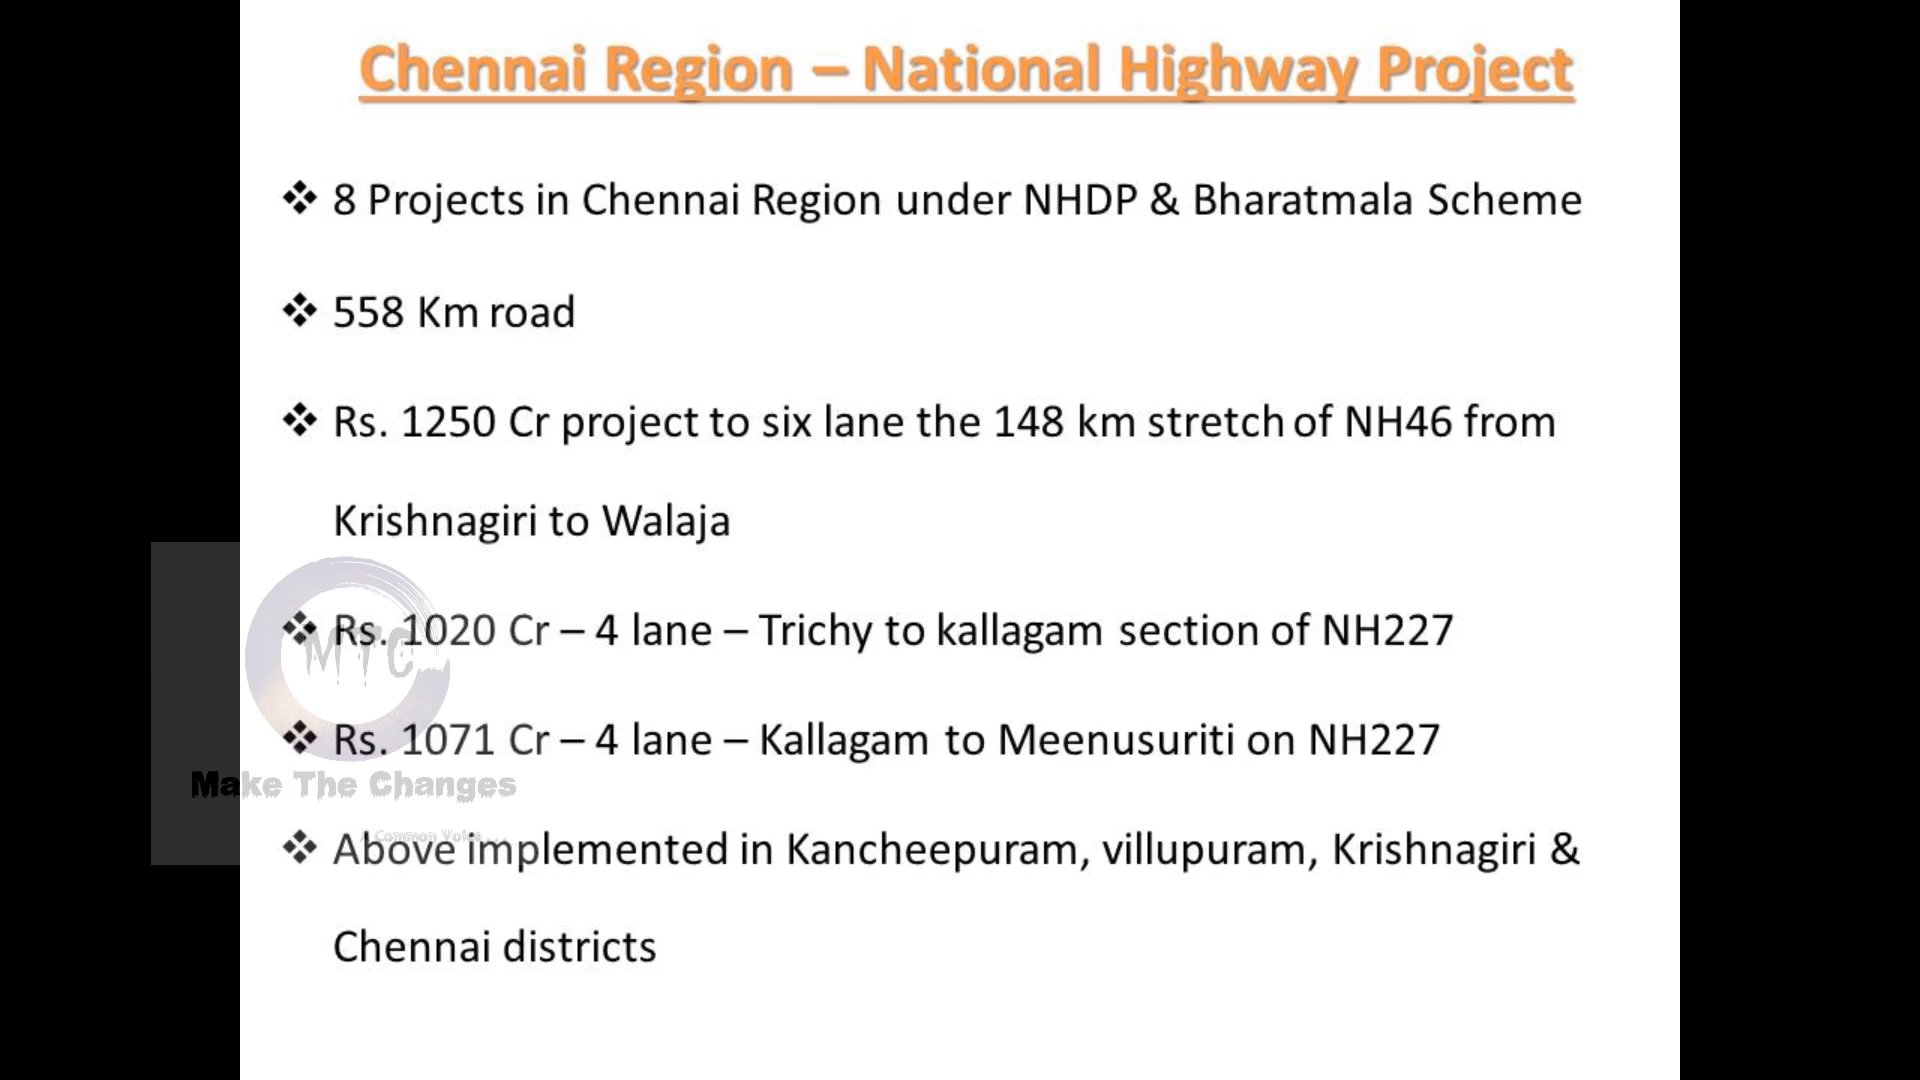 Chennai Region – National Highway Project
❖ 8 Projects in Chennai Region under NHDP & Bharatmala Scheme
❖ 558 Km road
❖ Rs. 1250 Cr project to six lane the 148 km stretch of NH46 from
Krishnagiri to Walaja
❖ Rs. 1020 Cr – 4 lane – Trichy to kallagam section of NH227
MTC
❖ Rs. 1071 Cr – 4 lane – Kallagam to Meenusuriti on NH227
Make The Changes
A Common Voice...
❖ Above implemented in Kancheepuram, villupuram, Krishnagiri &
Chennai districts